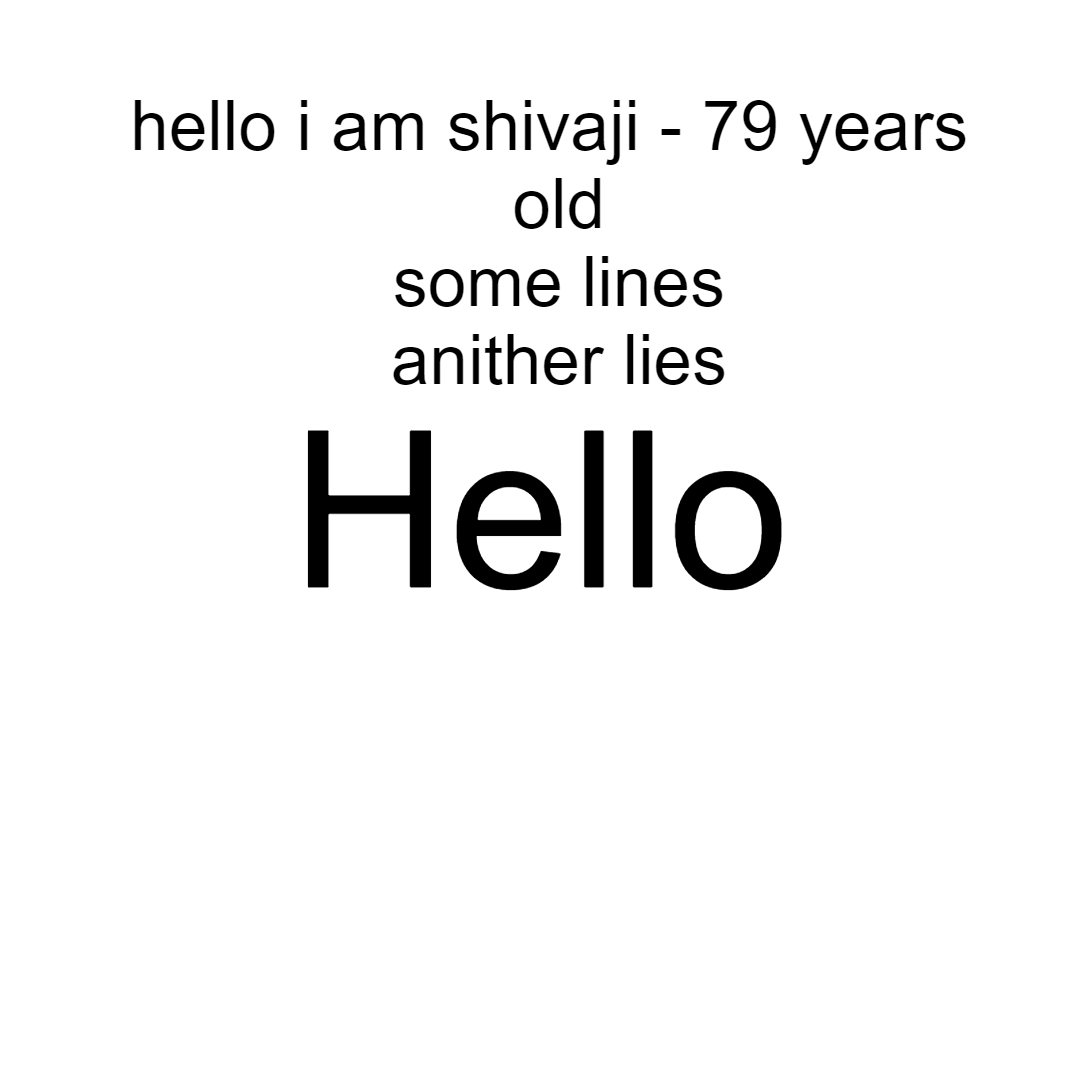 hello i am shivaji - 79 years
old
some lines
anither lies
Hello